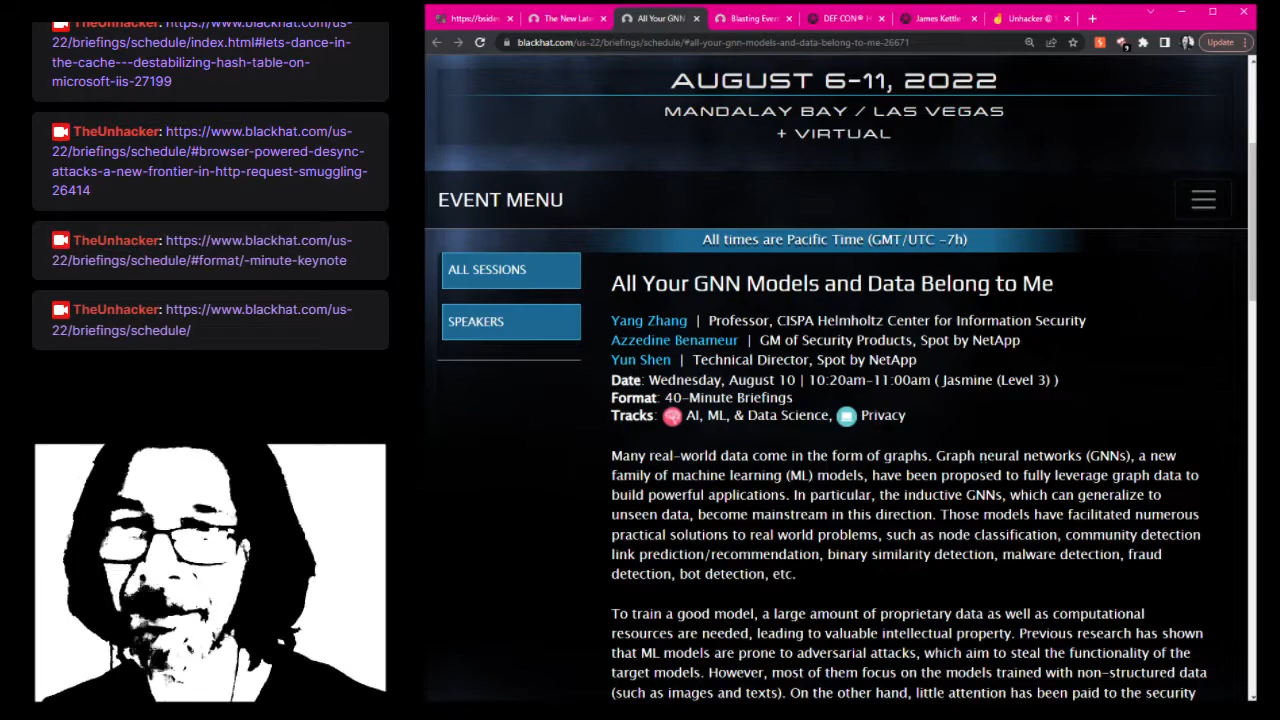 https://www.blackhat.com/us-
22/briefings/schedule/index.html#lets-dance-in-
the-cache---destabilizing-hash-table-on-
microsoft-iis-27199
TheUnhacker: https://www.blackhat.com/us-
22/briefings/schedule/#browser-powered-desync-
attacks-a-new-frontier-in-http-request-smuggling-
26414
TheUnhacker: https://www.blackhat.com/us-
22/briefings/schedule/#format/-minute-keynote
TheUnhacker: https://www.blackhat.com/us-
22/briefings/schedule/
https://bsides
The New Late
All Your GNN
Blasting Even
DEF CON® H
James Kettle
Unhacker @
blackhat.com/us-22/briefings/schedule/#all-your-gnn-models-and-data-belong-to-me-26671
Update
AUGUST 6-11, 2022
MANDALAY BAY / LAS VEGAS
+ VIRTUAL
EVENT MENU
All times are Pacific Time (GMT/UTC -7h)
ALL SESSIONS
SPEAKERS
All Your GNN Models and Data Belong to Me
Yang Zhang | Professor, CISPA Helmholtz Center for Information Security
Azzedine Benameur | GM of Security Products, Spot by NetApp
Yun Shen | Technical Director, Spot by NetApp
Date: Wednesday, August 10 | 10:20am-11:00am ( Jasmine (Level 3) )
Format: 40-Minute Briefings
Tracks: AI, ML, & Data Science, Privacy
Many real-world data come in the form of graphs. Graph neural networks (GNNs), a new
family of machine learning (ML) models, have been proposed to fully leverage graph data to
build powerful applications. In particular, the inductive GNNs, which can generalize to
unseen data, become mainstream in this direction. Those models have facilitated numerous
practical solutions to real world problems, such as node classification, community detection
link prediction/recommendation, binary similarity detection, malware detection, fraud
detection, bot detection, etc.
To train a good model, a large amount of proprietary data as well as computational
resources are needed, leading to valuable intellectual property. Previous research has shown
that ML models are prone to adversarial attacks, which aim to steal the functionality of the
target models. However, most of them focus on the models trained with non-structured data
(such as images and texts). On the other hand, little attention has been paid to the security